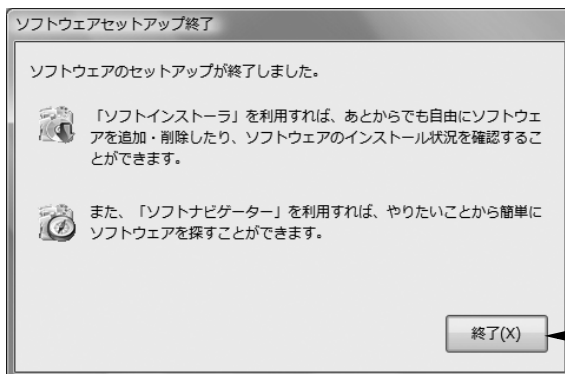 ソフトウェアセットアップ終了
ソフトウェアのセットアップが終了しました。
「ソフトインストーラ」を利用すれば、あとからでも自由にソフトウェ
アを追加・削除したり、ソフトウェアのインストール状況を確認するこ
とができます。
また、「ソフトナビゲーター」を利用すれば、やりたいことから簡単に
ソフトウェアを探すことができます。
終了(X)